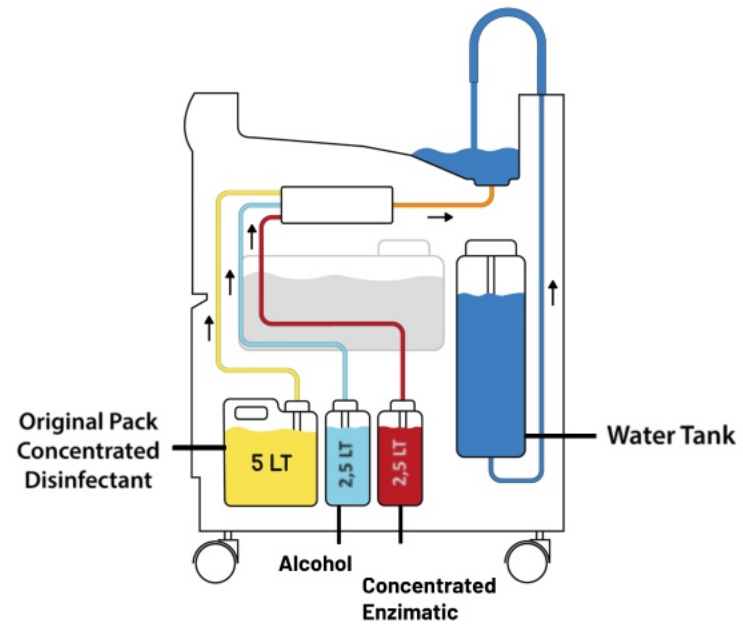 Original Pack
Concentrated
Disinfectant
5 LT
2,5 LT
2,5 LT
Water Tank
Alcohol
Concentrated
Enzimatic